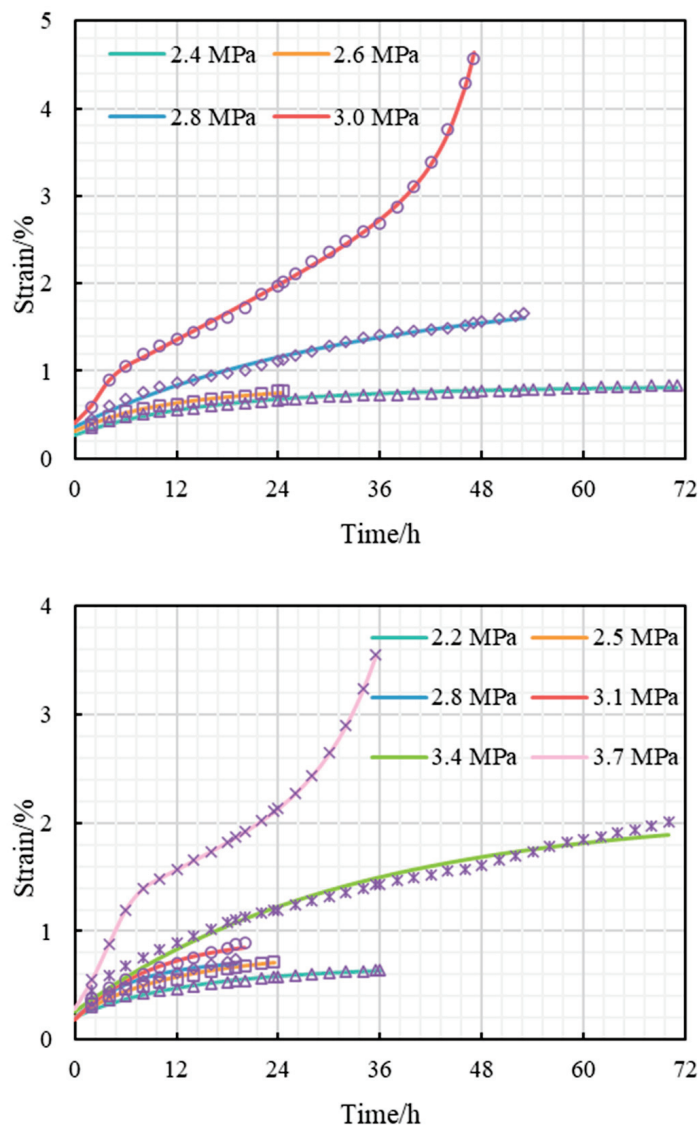 5
2.4 MPa 2.6 MPa
4
2.8 MPa 3.0 MPa
3
Strain/%
2
1
0
0 12 24 36 48 60 72
Time/h
4
2.2 MPa 2.5 MPa
2.8 MPa 3.1 MPa
3
3.4 MPa 3.7 MPa
Strain/%
2
1
0
0 12 24 36 48 60 72
Time/h